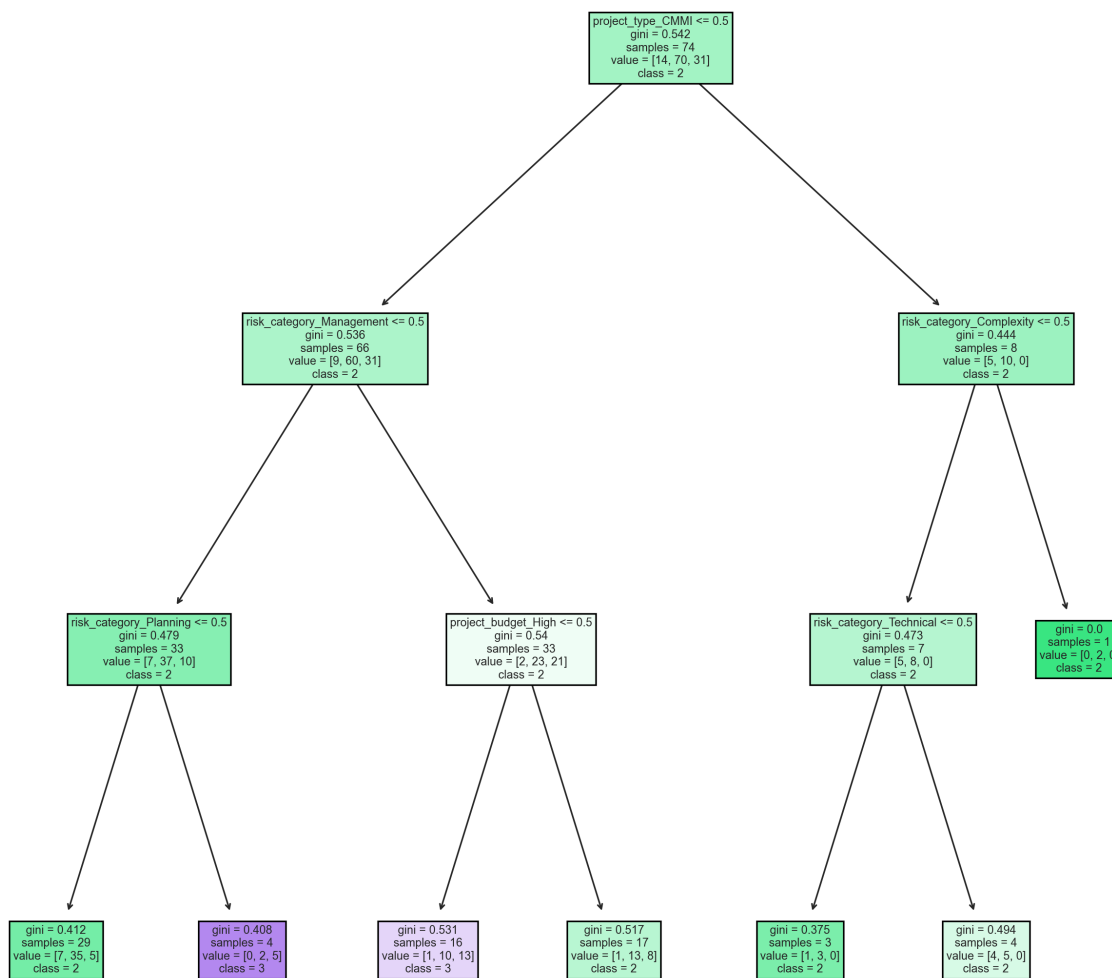 project_type_CMMI <= 0.5
gini = 0.542
samples = 74
value = [14, 70, 31]
class = 2
risk_category_Management <= 0.5
gini = 0.536
samples = 66
value = [9, 60, 31]
class = 2
risk_category_Complexity <= 0.5
gini = 0.444
samples = 8
value = [5, 10, 0]
class = 2
risk_category_Planning <= 0.5
gini = 0.479
samples = 33
value = [7, 37, 10]
class = 2
project_budget_High <= 0.5
gini = 0.54
samples = 33
value = [2, 23, 21]
class = 2
risk_category_Technical <= 0.5
gini = 0.473
samples = 7
value = [5, 8, 0]
class = 2
gini = 0.0
samples = 1
value = [0, 2, 0
class = 2
gini = 0.412
samples = 29
value = [7, 35, 5]
class = 2
gini = 0.408
samples = 4
value = [0, 2, 5]
class = 3
gini = 0.531
samples = 16
value = [1, 10, 13]
class = 3
gini = 0.517
samples = 17
value = [1, 13, 8]
class = 2
gini = 0.375
samples = 3
value = [1, 3, 0]
class = 2
gini = 0.494
samples = 4
value = [4, 5, 0]
class = 2